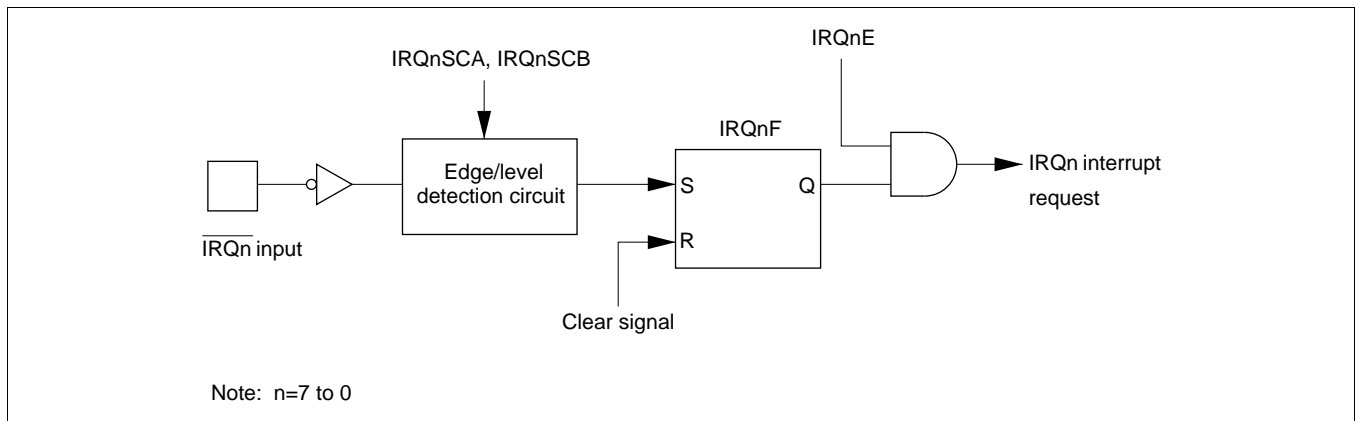 IRQnE
IRQnSCA, IRQnSCB
IRQnF
Edge/level
detection circuit
S
Q
R
IRQn interrupt
request
IRQn input
Clear signal
Note: n=7 to 0